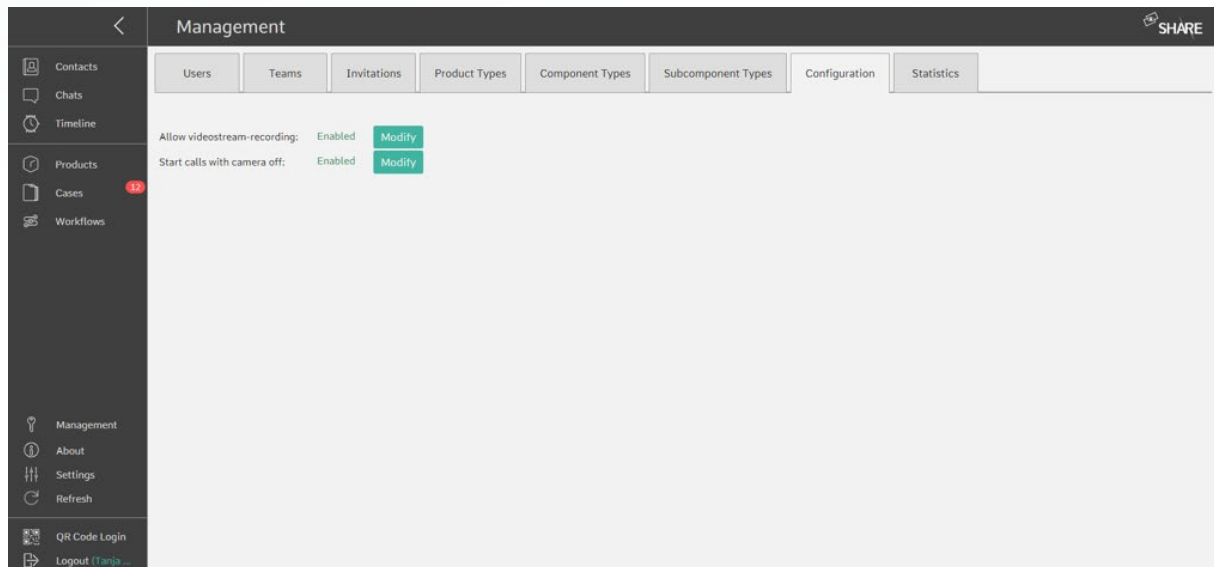 Management
SHARE
Contacts
Chats
Timeline
Products
Cases 12
Workflows
Management
About
Settings
Refresh
QR Code Login
Logout (Tanja ...
Users Teams Invitations Product Types Component Types Subcomponent Types Configuration Statistics
Allow videostream-recording: Enabled Modify
Start calls with camera off: Enabled Modify